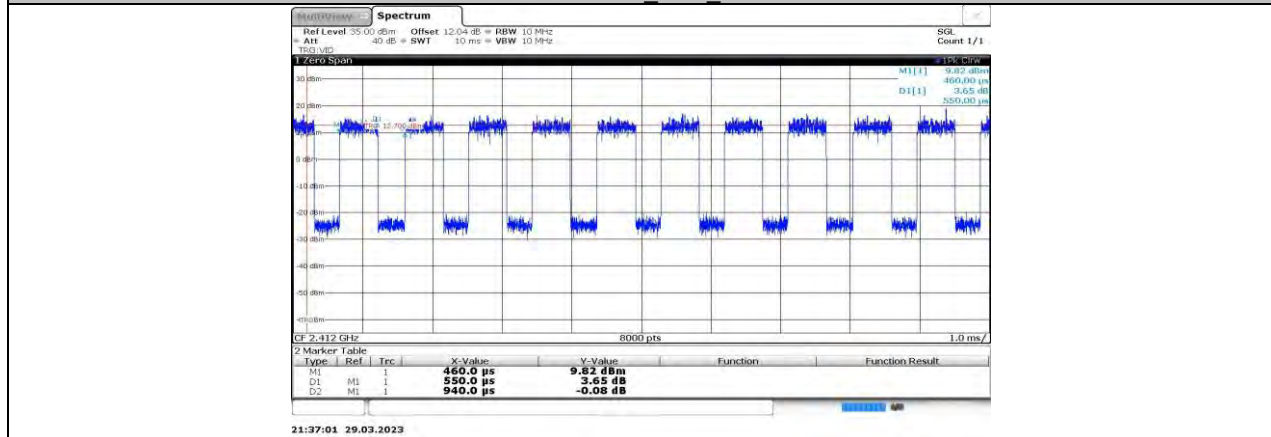 MultiView Spectrum
Ref Level 35.00 dBm Offset 12.04 dB RBW 10 MHz SGL
Att 40 dB SWT 10 ms VBW 10 MHz Count 1/1
TRG:VID
1 Zero Span 1Pk Clrw
M1[1] 9.82 dBm
30 dBm 460.00 µs
D1[1] 3.65 dB
550.00 µs
20 dBm
TRG 12.700 dBm
0 dBm
-10 dBm
-20 dBm
-30 dBm
-40 dBm
-50 dBm
CF 2.412 GHz 8000 pts 1.0 ms/
2 Marker Table
Type Ref Trc X-Value Y-Value Function Function Result
M1 1 460.0 µs 9.82 dBm
D1 M1 1 550.0 µs 3.65 dB
D2 M1 1 940.0 µs -0.08 dB
21:37:01 29.03.2023